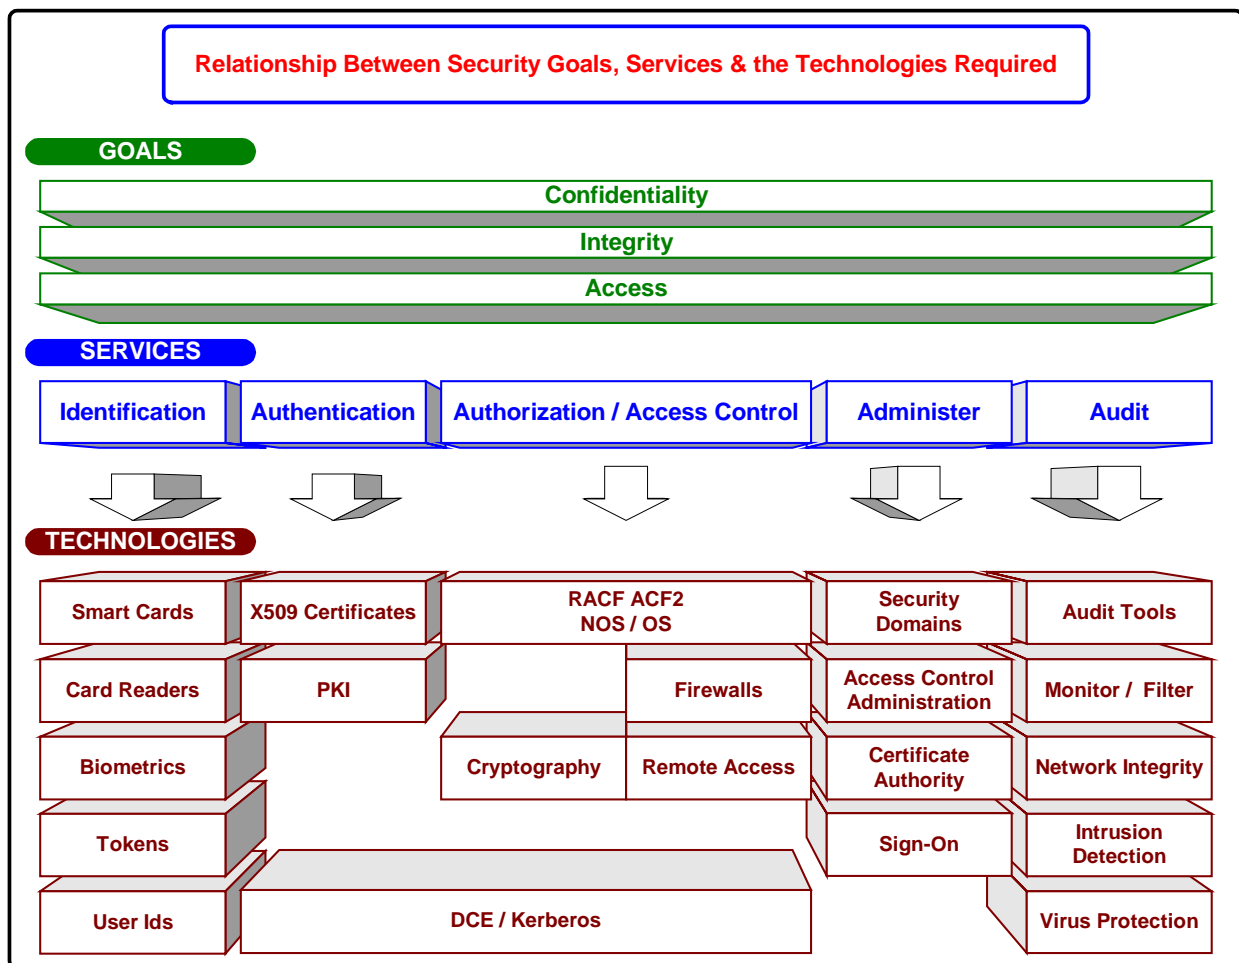 Relationship Between Security Goals, Services & the Technologies Required
GOALS
Confidentiality
Integrity
Access
SERVICES
Identification
Authentication
Authorization / Access Control
Administer
Audit
TECHNOLOGIES
Smart Cards
X509 Certificates
RACF ACF2
NOS / OS
Security
Domains
Audit Tools
Card Readers
PKI
Firewalls
Access Control
Administration
Monitor / Filter
Biometrics
Cryptography
Remote Access
Certificate
Authority
Network Integrity
Tokens
Sign-On
Intrusion
Detection
User Ids
DCE / Kerberos
Virus Protection